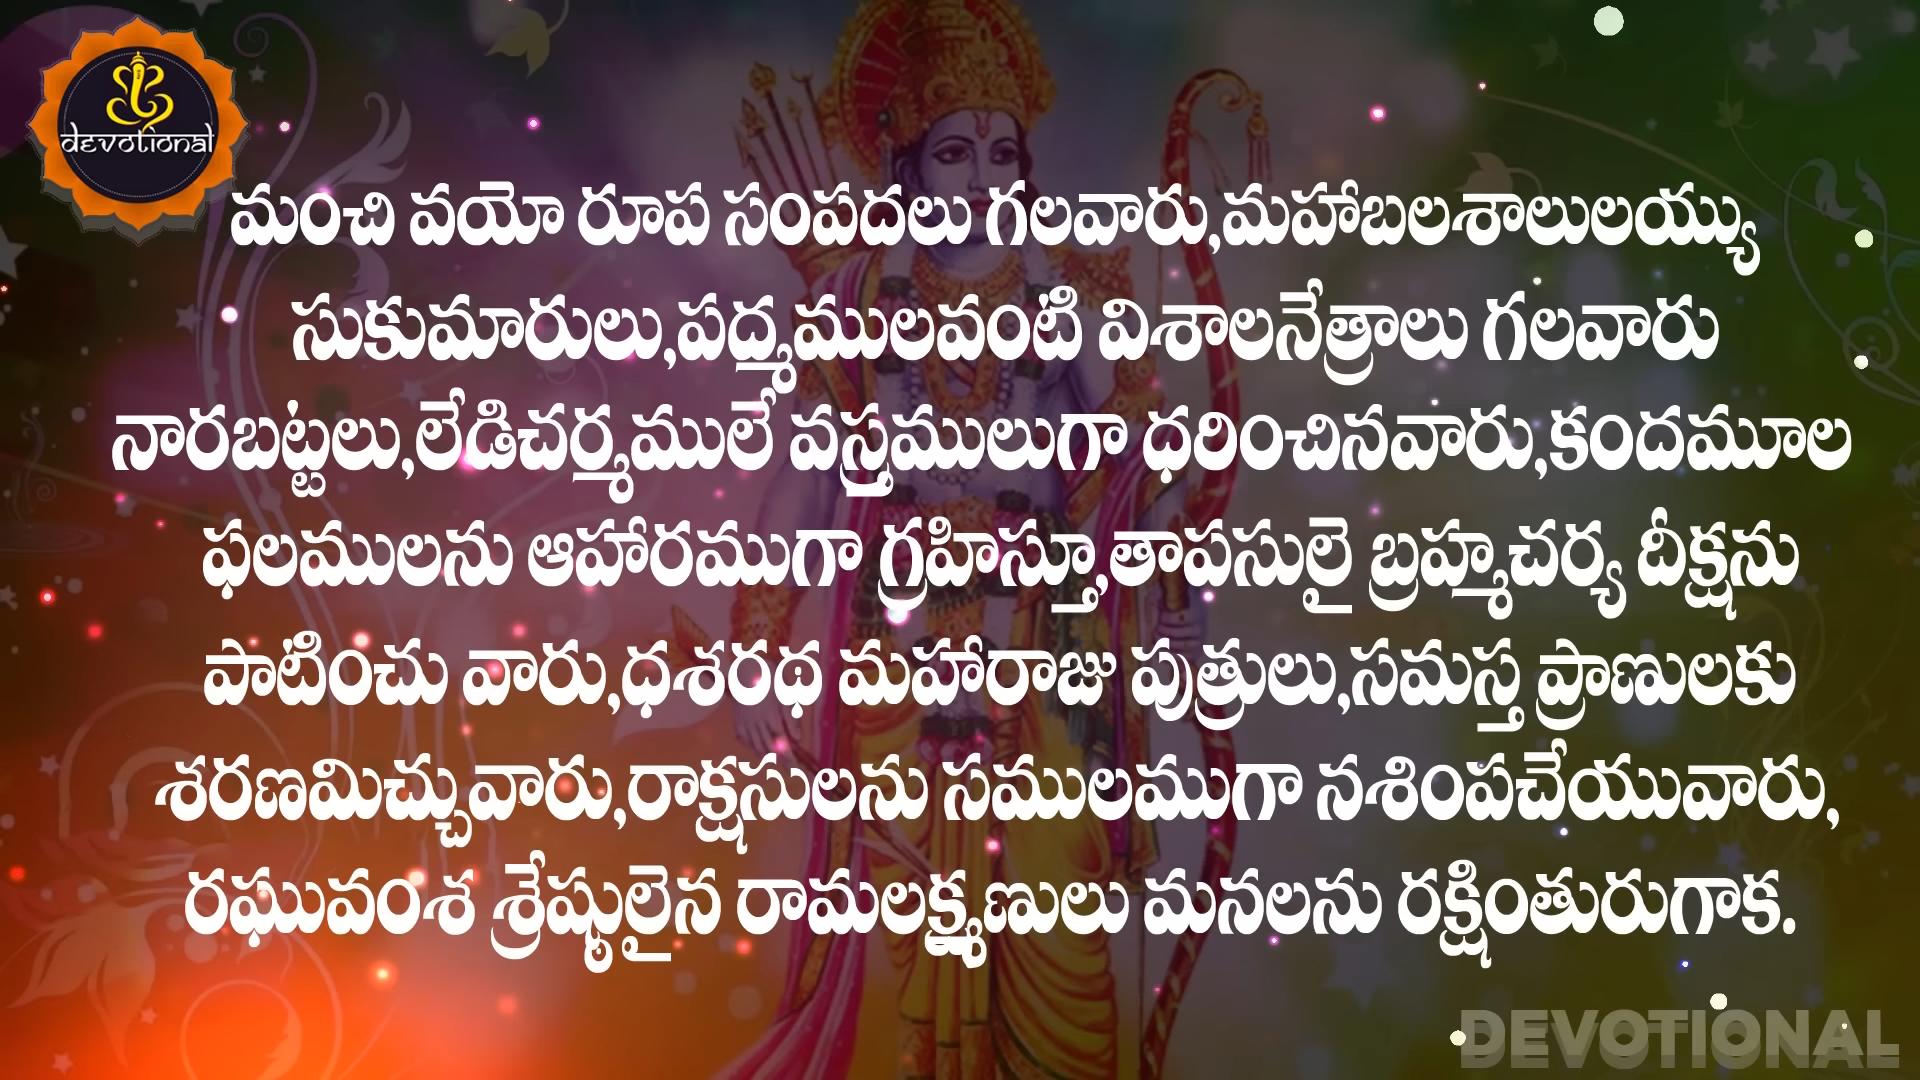 devotional
మంచి వయో రూప సంపదలు గలవారు,మహాబలశాలులయ్యు
సుకుమారులు,పద్మములవంటి విశాలనేత్రాలు గలవారు
నారబట్టలు,లేడిచర్మములే వస్త్రములుగా ధరించినవారు,కందమూల
ఫలములను ఆహారముగా గ్రహిస్తూ,తాపసులై బ్రహ్మచర్య దీక్షను
పాటించు వారు,ధశరథ మహారాజు పుత్రులు,సమస్త ప్రాణులకు
శరణమిచ్చువారు,రాక్షసులను సములముగా నశింపచేయువారు,
రఘువంశ శ్రేష్ఠులైన రామలక్ష్మణులు మనలను రక్షింతురుగాక.
DEVOTIONAL